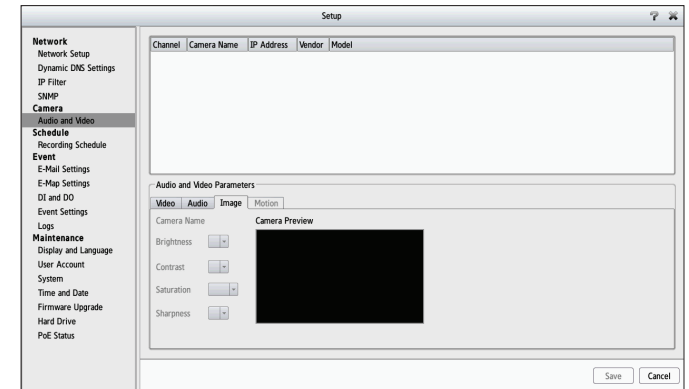 Setup
Network
Network Setup
Dynamic DNS Settings
IP Filter
SNMP
Camera
Audio and Video
Schedule
Recording Schedule
Event
E-Mail Settings
E-Map Settings
DI and DO
Event Settings
Logs
Maintenance
Display and Language
User Account
System
Time and Date
Firmware Upgrade
Hard Drive
PoE Status
Channel Camera Name IP Address Vendor Model
Audio and Video Parameters
Video Audio Image Motion
Camera Name Camera Preview
Brightness
Contrast
Saturation
Sharpness
Save Cancel